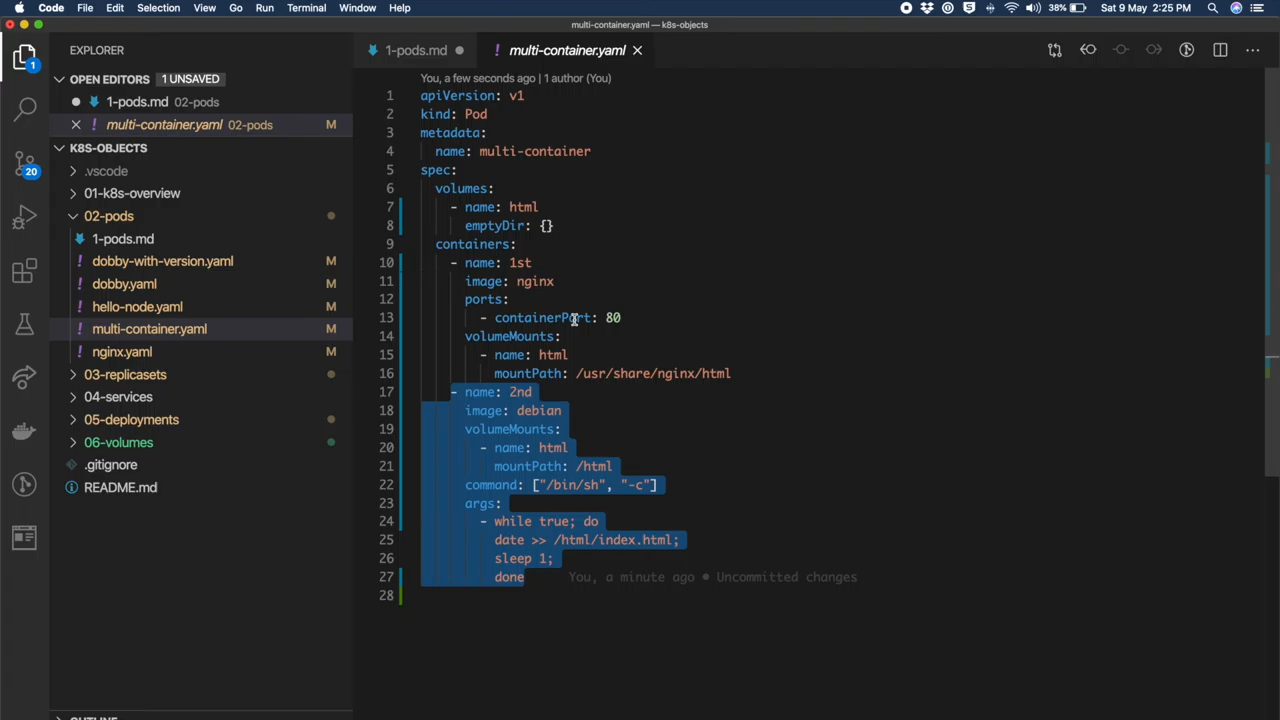 Code File Edit Selection View Go Run Terminal Window Help
38% Sat 9 May 2:25 PM
multi-container.yaml — k8s-objects
EXPLORER
OPEN EDITORS 1 UNSAVED
1-pods.md 02-pods
! multi-container.yaml 02-pods M
K8S-OBJECTS
.vscode
01-k8s-overview
02-pods
1-pods.md
! dobby-with-version.yaml M
! dobby.yaml M
! hello-node.yaml M
! multi-container.yaml M
! nginx.yaml M
03-replicasets
04-services
05-deployments
06-volumes
.gitignore
README.md
1
20
1-pods.md
! multi-container.yaml
You, a few seconds ago | 1 author (You)
1 apiVersion: v1
2 kind: Pod
3 metadata:
4 name: multi-container
5 spec:
6 volumes:
7 - name: html
8 emptyDir: {}
9 containers:
10 - name: 1st
11 image: nginx
12 ports:
13 - containerPort: 80
14 volumeMounts:
15 - name: html
16 mountPath: /usr/share/nginx/html
17 - name: 2nd
18 image: debian
19 volumeMounts:
20 - name: html
21 mountPath: /html
22 command: ["/bin/sh", "-c"]
23 args:
24 - while true; do
25 date >> /html/index.html;
26 sleep 1;
27 done You, a minute ago • Uncommitted changes
28
OUTLINE